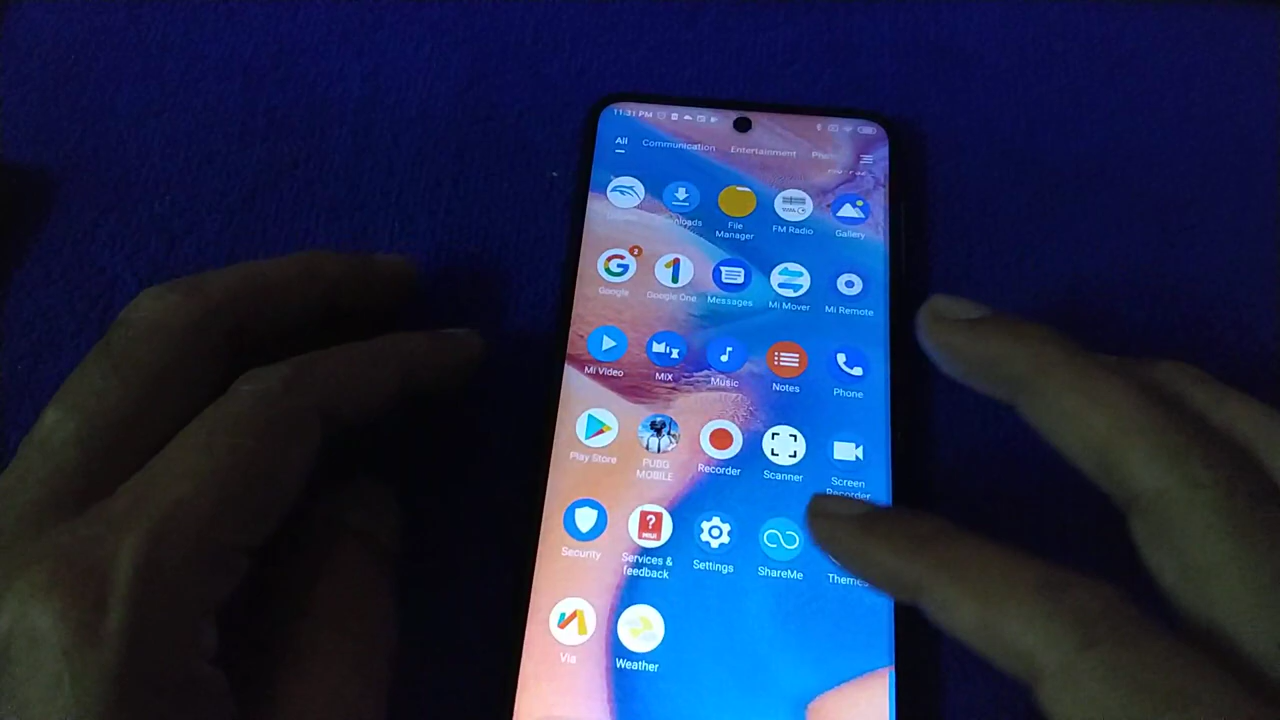 11:31 PM
All Communication Entertainment
File Manager
FM Radio
Gallery
Google
2
Google One
Messages
Mi Mover
Mi Remote
Mi Video
MiX
Music
Notes
Phone
Play Store
PUBG MOBILE
Recorder
Scanner
Screen Recorder
Security
MIUI
Services & feedback
Settings
ShareMe
Themes
Via
Weather